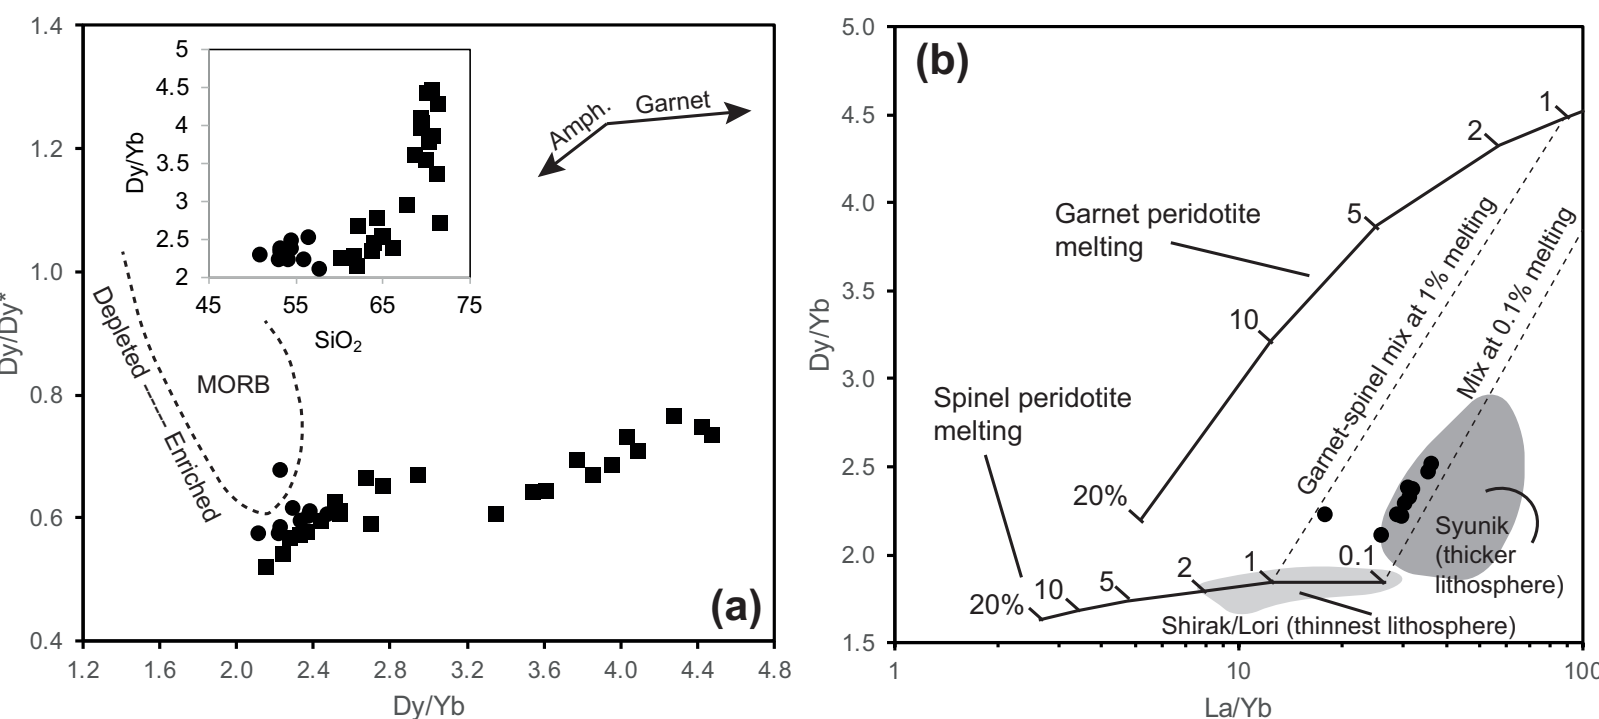 1.4
1.2
1.0
0.8
0.6
0.4
Dy/Dy*
1.2
1.6
2.0
2.4
2.8
3.2
3.6
4.0
4.4
4.8
Dy/Yb
5
4.5
4
3.5
3
2.5
2
Dy/Yb
45
55
65
75
SiO₂
Amph.
Garnet
MORB
Depleted
Enriched
(a)
(b)
5.0
4.5
4.0
3.5
3.0
2.5
2.0
1.5
Dy/Yb
1
10
100
La/Yb
1
2
5
10
20%
Garnet peridotite
melting
Spinel peridotite
melting
Garnet-spinel mix at 1% melting
Mix at 0.1% melting
20%
10
5
2
1
0.1
Syunik
(thicker
lithosphere)
Shirak/Lori (thinnest lithosphere)